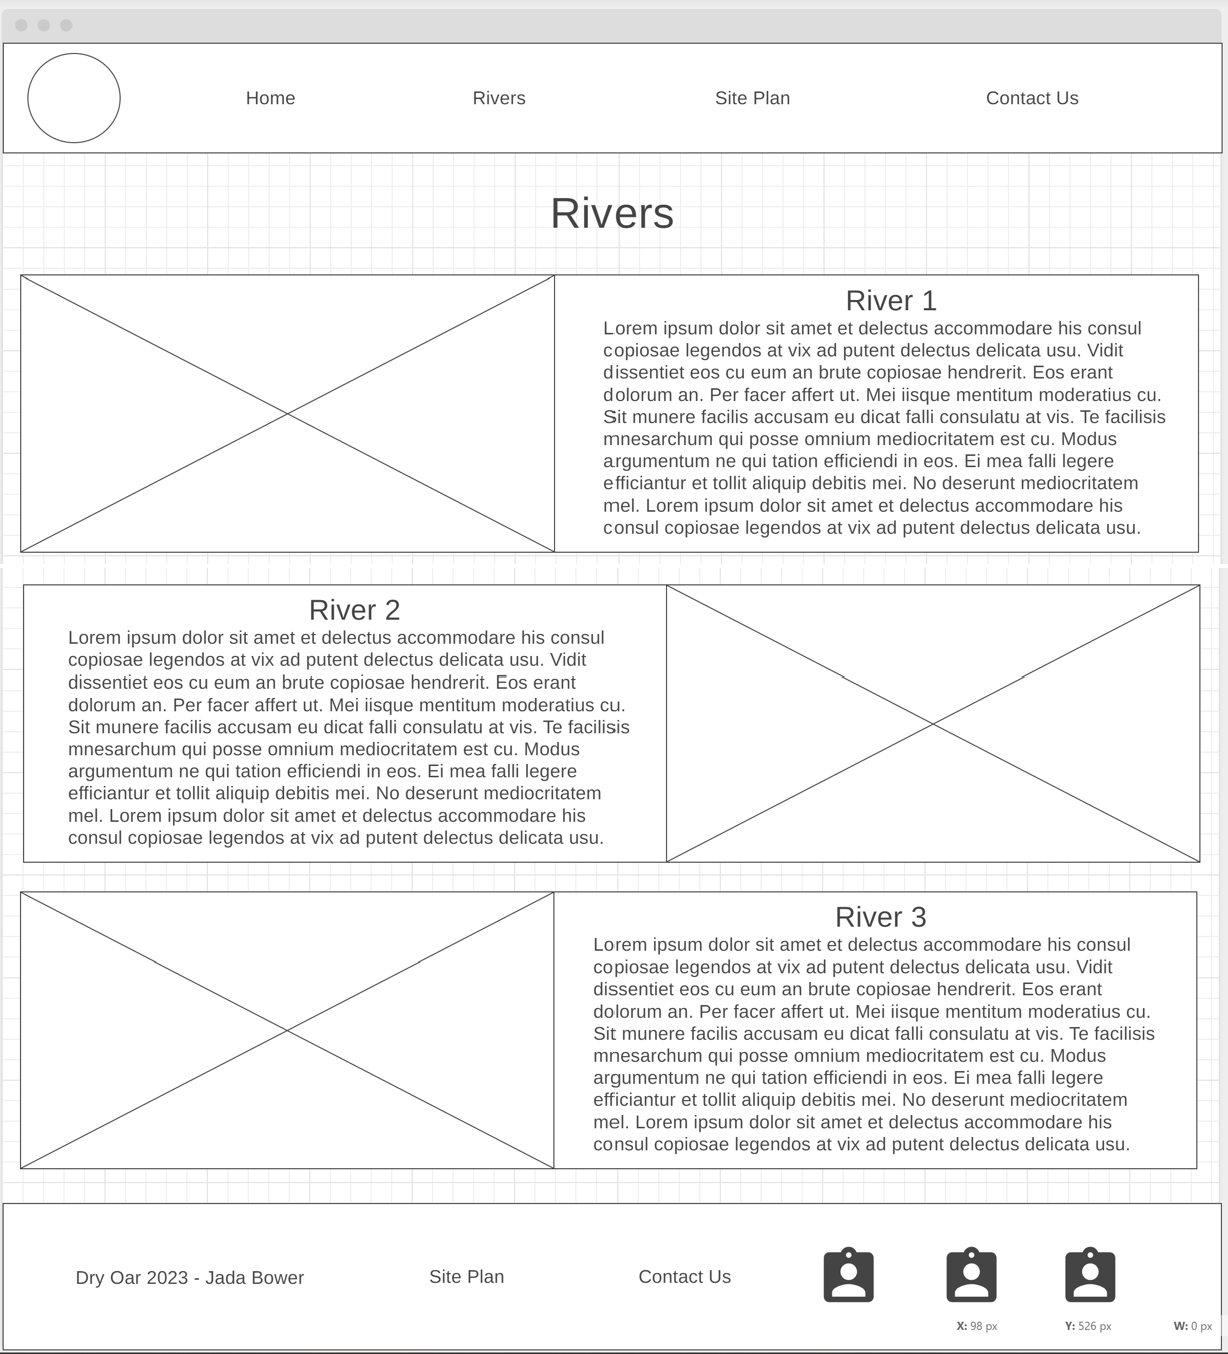 Home Rivers Site Plan Contact Us
Rivers
River 1
Lorem ipsum dolor sit amet et delectus accommodare his consul
copiosae legendos at vix ad putent delectus delicata usu. Vidit
dissentiet eos cu eum an brute copiosae hendrerit. Eos erant
dolorum an. Per facer affert ut. Mei iisque mentitum moderatius cu.
Sit munere facilis accusam eu dicat falli consulatu at vis. Te facilisis
mnesarchum qui posse omnium mediocritatem est cu. Modus
argumentum ne qui tation efficiendi in eos. Ei mea falli legere
efficiantur et tollit aliquip debitis mei. No deserunt mediocritatem
mel. Lorem ipsum dolor sit amet et delectus accommodare his
consul copiosae legendos at vix ad putent delectus delicata usu.
River 2
Lorem ipsum dolor sit amet et delectus accommodare his consul
copiosae legendos at vix ad putent delectus delicata usu. Vidit
dissentiet eos cu eum an brute copiosae hendrerit. Eos erant
dolorum an. Per facer affert ut. Mei iisque mentitum moderatius cu.
Sit munere facilis accusam eu dicat falli consulatu at vis. Te facilisis
mnesarchum qui posse omnium mediocritatem est cu. Modus
argumentum ne qui tation efficiendi in eos. Ei mea falli legere
efficiantur et tollit aliquip debitis mei. No deserunt mediocritatem
mel. Lorem ipsum dolor sit amet et delectus accommodare his
consul copiosae legendos at vix ad putent delectus delicata usu.
River 3
Lorem ipsum dolor sit amet et delectus accommodare his consul
copiosae legendos at vix ad putent delectus delicata usu. Vidit
dissentiet eos cu eum an brute copiosae hendrerit. Eos erant
dolorum an. Per facer affert ut. Mei iisque mentitum moderatius cu.
Sit munere facilis accusam eu dicat falli consulatu at vis. Te facilisis
mnesarchum qui posse omnium mediocritatem est cu. Modus
argumentum ne qui tation efficiendi in eos. Ei mea falli legere
efficiantur et tollit aliquip debitis mei. No deserunt mediocritatem
mel. Lorem ipsum dolor sit amet et delectus accommodare his
consul copiosae legendos at vix ad putent delectus delicata usu.
Dry Oar 2023 - Jada Bower Site Plan Contact Us
X: 98 px Y: 526 px W: 0 px